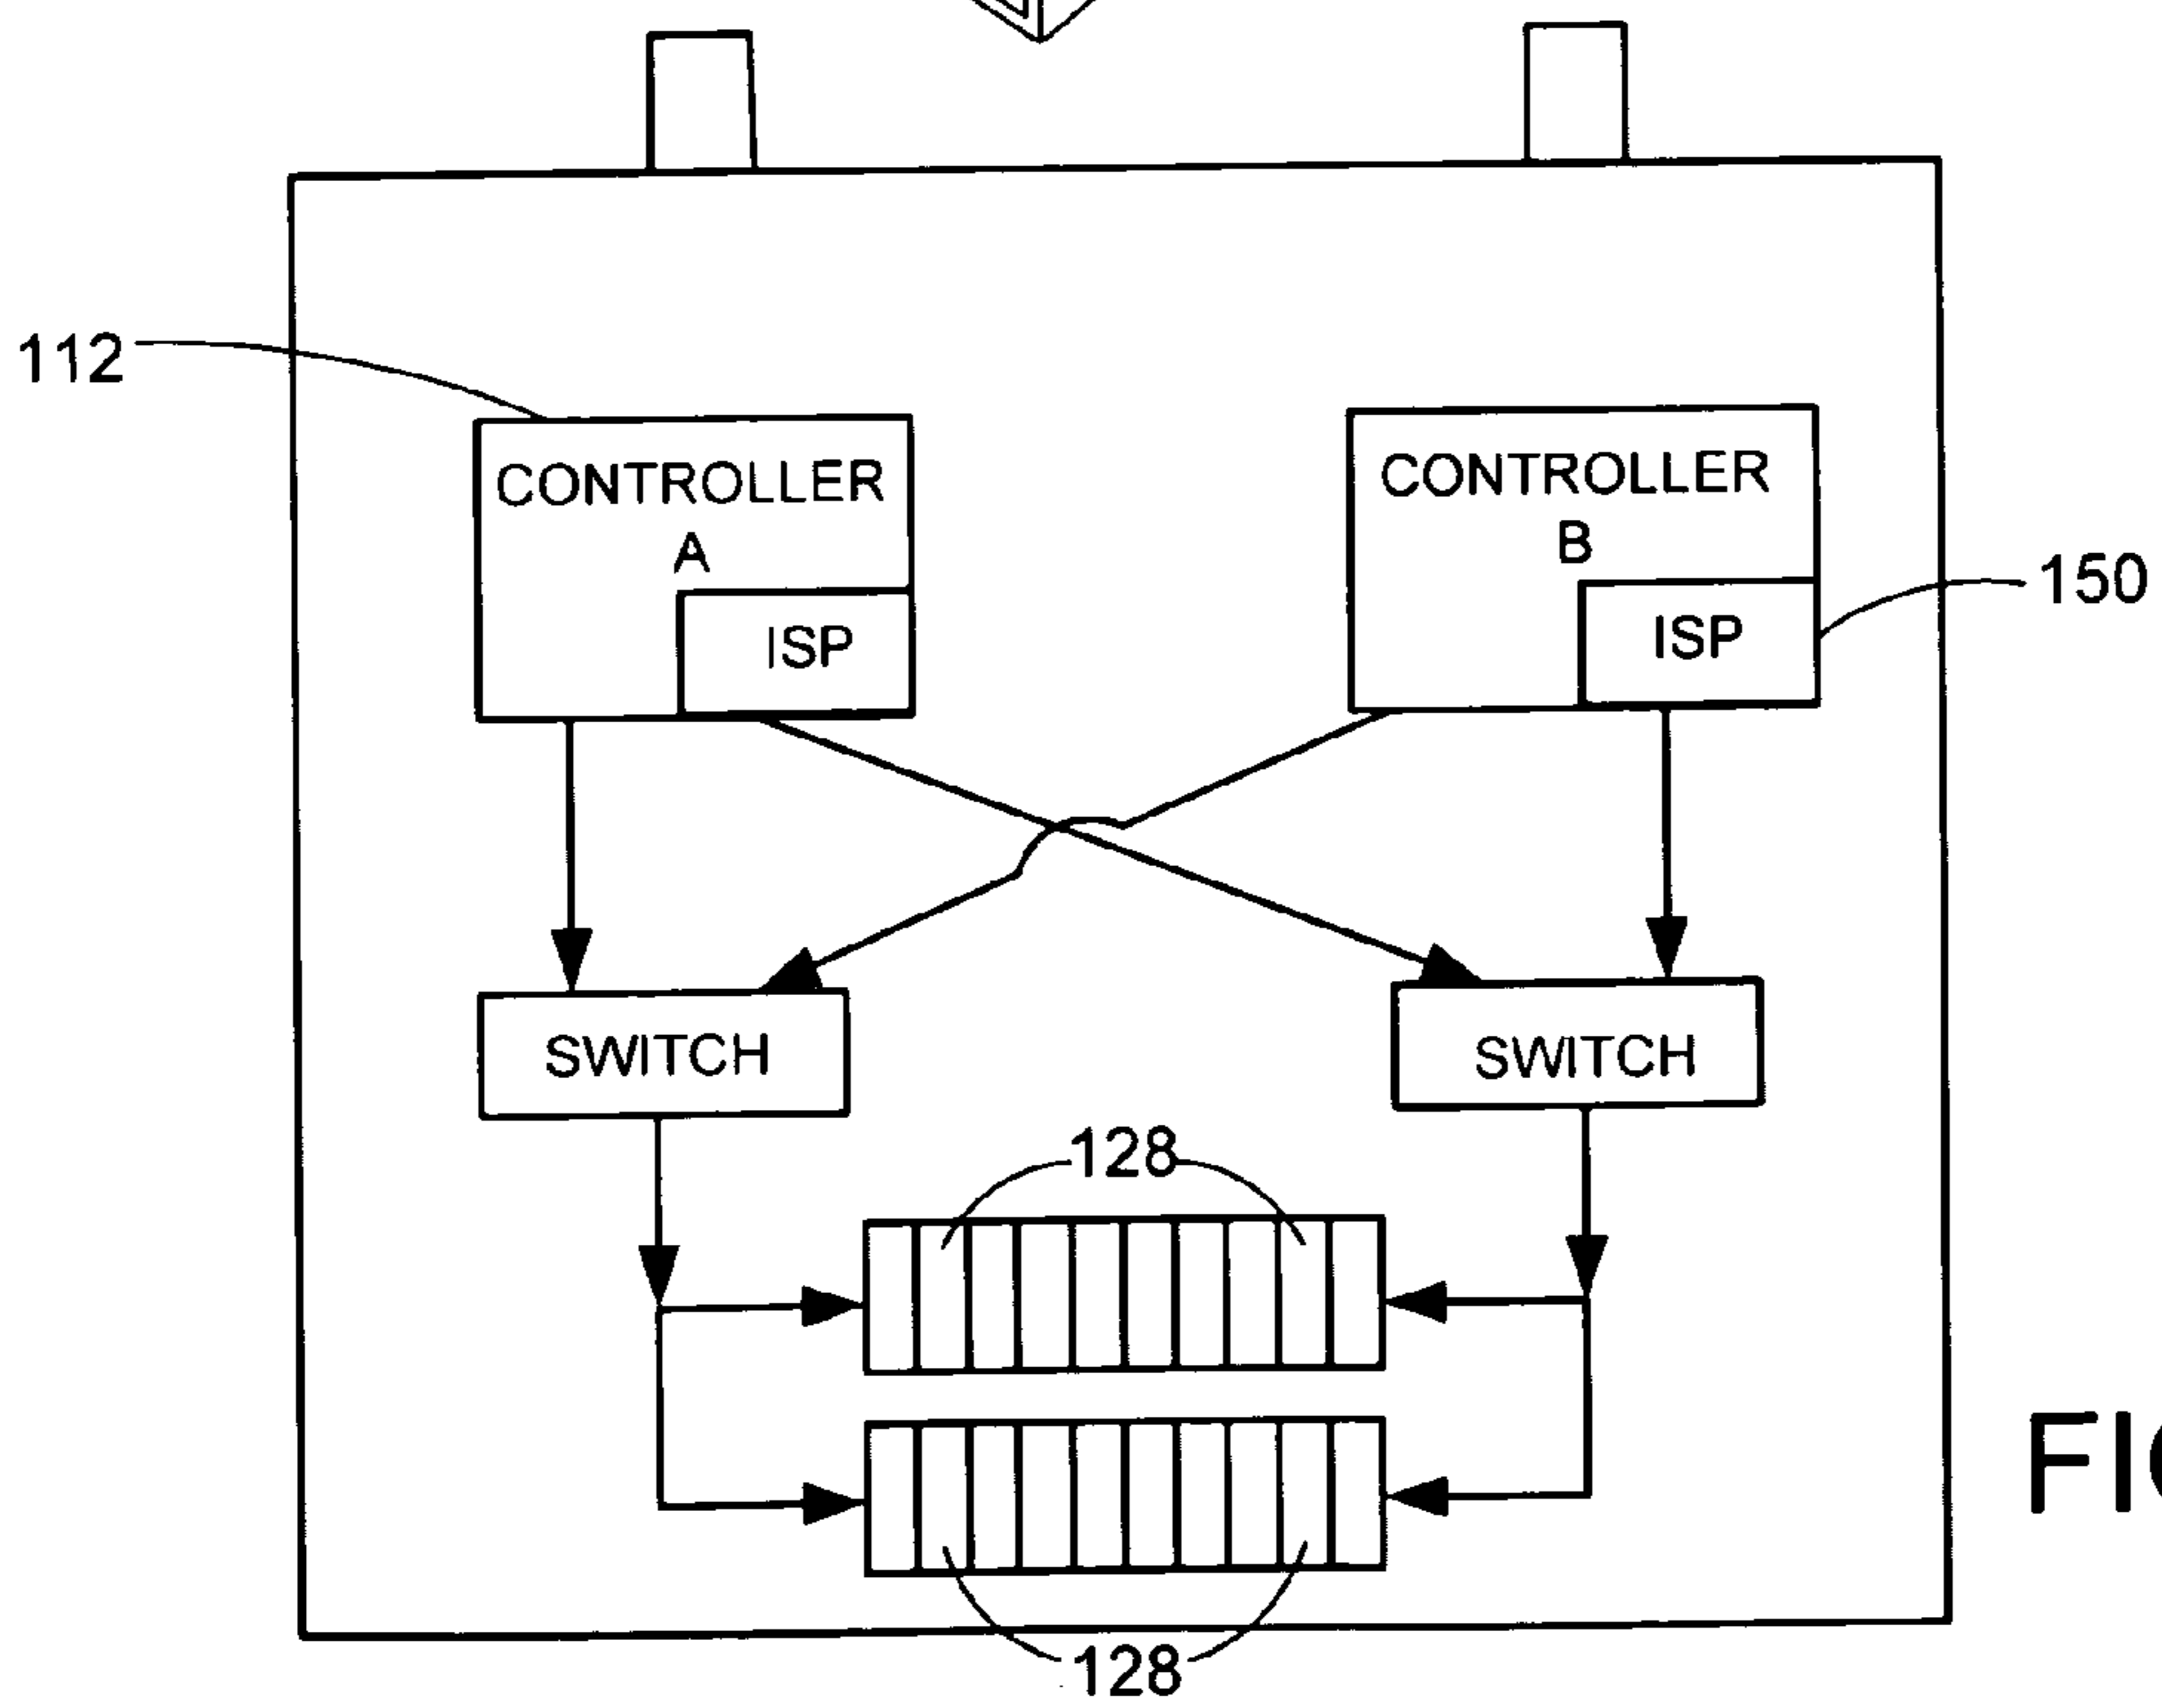 112
CONTROLLER
A
ISP
CONTROLLER
B
ISP
150
SWITCH
SWITCH
128
128